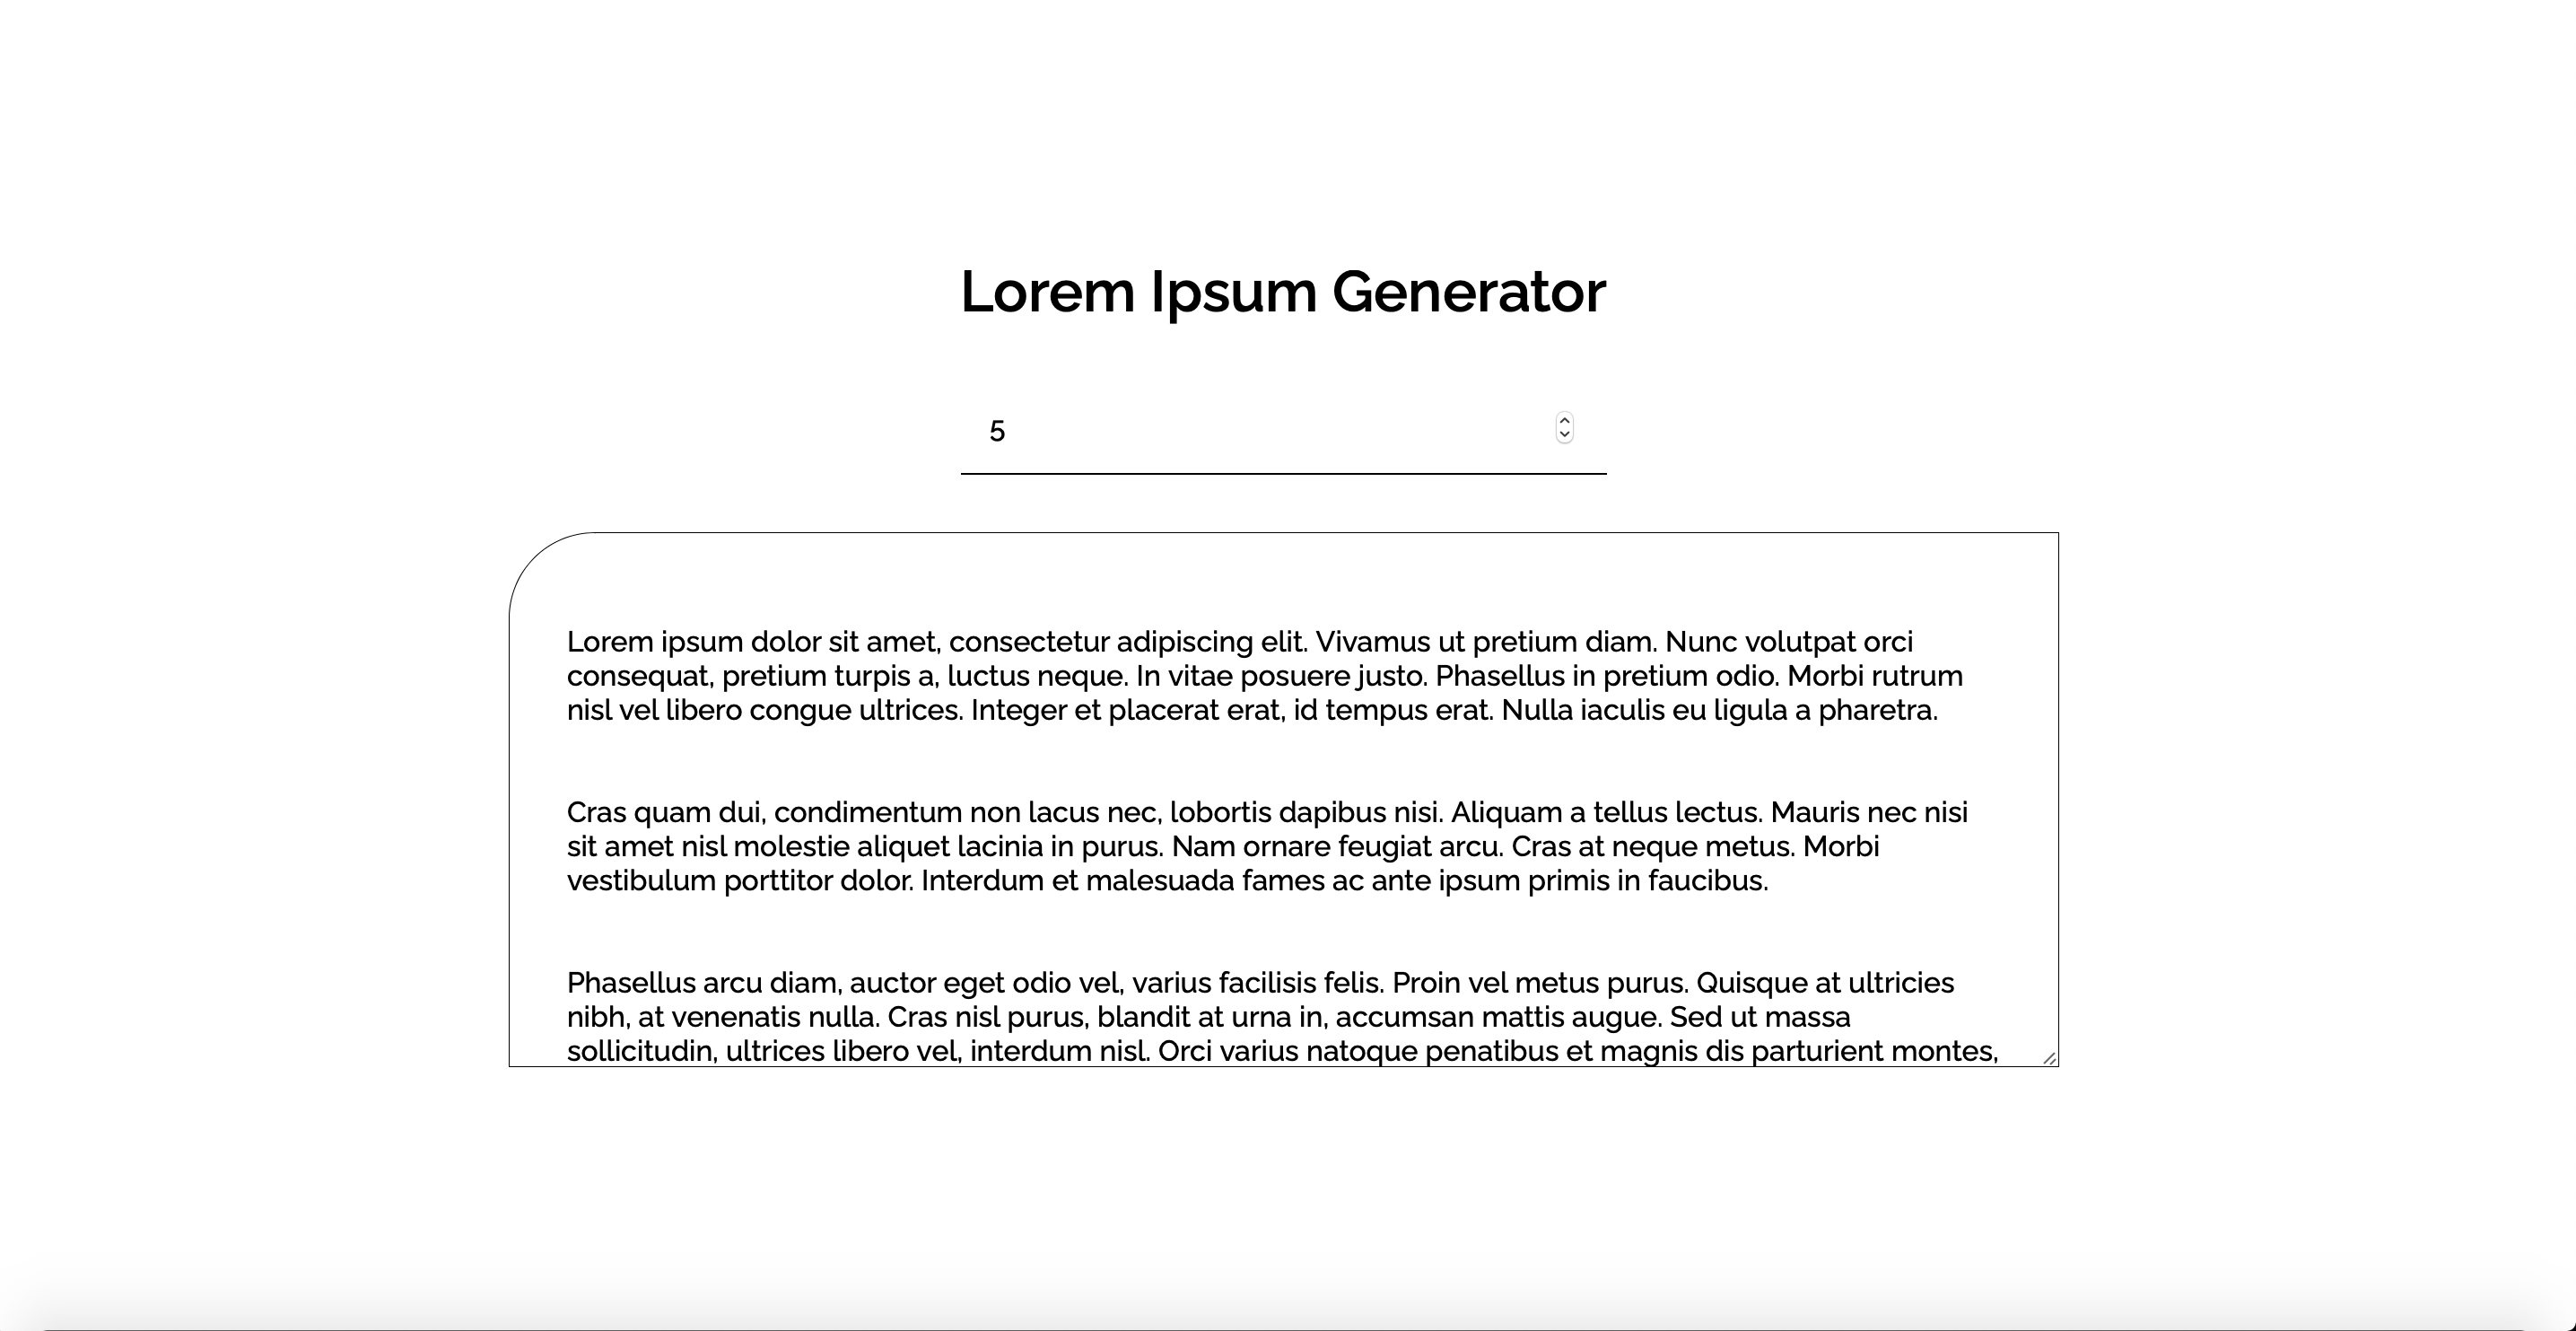 Lorem Ipsum Generator
5
Lorem ipsum dolor sit amet, consectetur adipiscing elit. Vivamus ut pretium diam. Nunc volutpat orci
consequat, pretium turpis a, luctus neque. In vitae posuere justo. Phasellus in pretium odio. Morbi rutrum
nisl vel libero congue ultrices. Integer et placerat erat, id tempus erat. Nulla iaculis eu ligula a pharetra.
Cras quam dui, condimentum non lacus nec, lobortis dapibus nisi. Aliquam a tellus lectus. Mauris nec nisi
sit amet nisl molestie aliquet lacinia in purus. Nam ornare feugiat arcu. Cras at neque metus. Morbi
vestibulum porttitor dolor. Interdum et malesuada fames ac ante ipsum primis in faucibus.
Phasellus arcu diam, auctor eget odio vel, varius facilisis felis. Proin vel metus purus. Quisque at ultricies
nibh, at venenatis nulla. Cras nisl purus, blandit at urna in, accumsan mattis augue. Sed ut massa
sollicitudin, ultrices libero vel, interdum nisl. Orci varius natoque penatibus et magnis dis parturient montes,